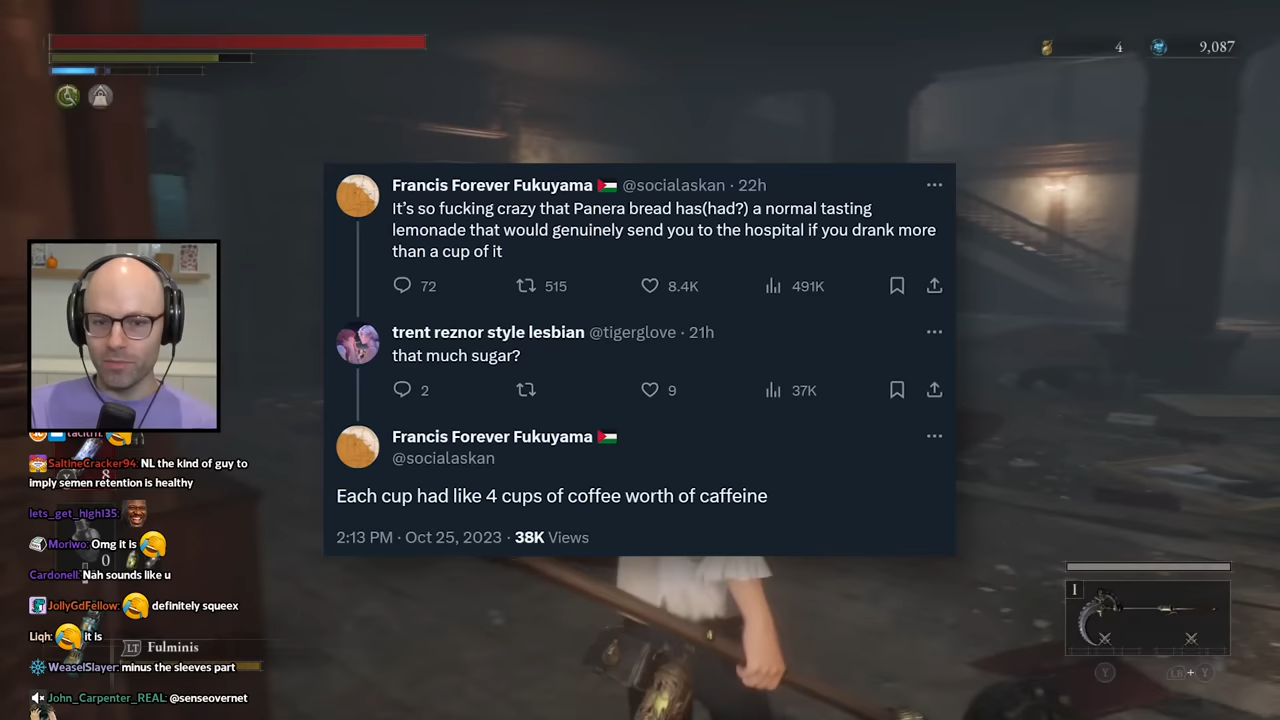 4
9,087
Francis Forever Fukuyama 🇵🇸 @socialaskan · 22h
It's so fucking crazy that Panera bread has(had?) a normal tasting
lemonade that would genuinely send you to the hospital if you drank more
than a cup of it
72 515 8.4K 491K
trent reznor style lesbian @tigerglove · 21h
that much sugar?
2 9 37K
Francis Forever Fukuyama 🇵🇸
@socialaskan
Each cup had like 4 cups of coffee worth of caffeine
2:13 PM · Oct 25, 2023 · 38K Views
SaltineCracker94: NL the kind of guy to
imply semen retention is healthy
8
lets_get_high135:
Moriwo: Omg it is
0
Cardonell: Nah sounds like u
JollyGdFellow: definitely squeex
Liqh: it is
LT Fulminis
WeaselSlayer: minus the sleeves part
John_Carpenter_REAL: @senseovernet
I
Y
LB + Y